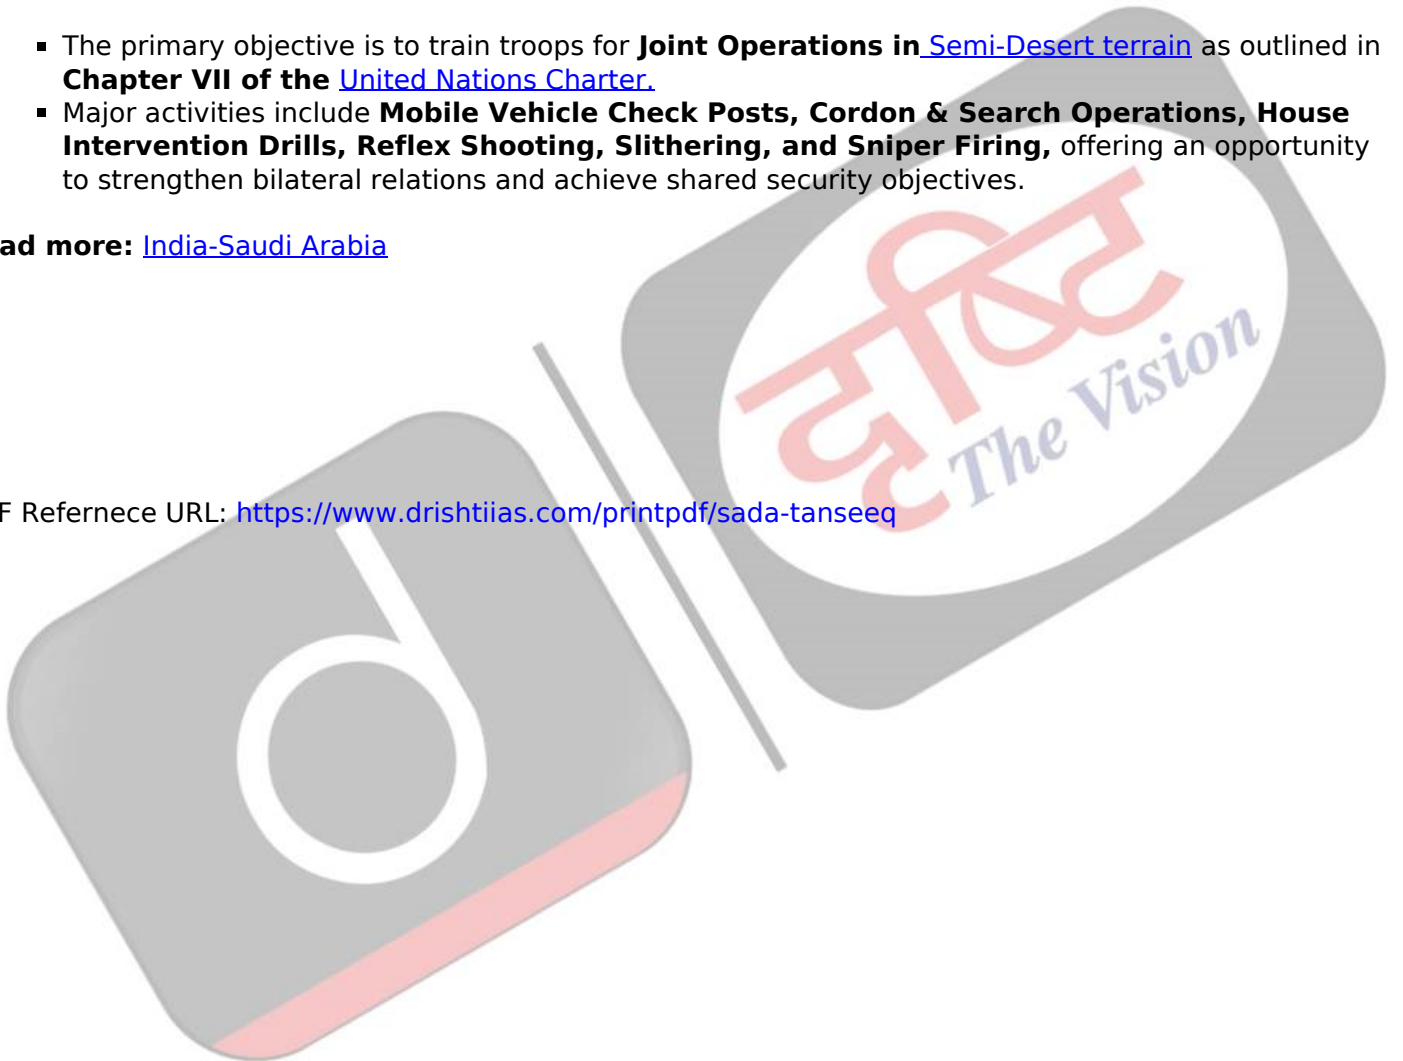 ▪ The primary objective is to train troops for Joint Operations in Semi-Desert terrain as outlined in
Chapter VII of the United Nations Charter.
▪ Major activities include Mobile Vehicle Check Posts, Cordon & Search Operations, House
Intervention Drills, Reflex Shooting, Slithering, and Sniper Firing, offering an opportunity
to strengthen bilateral relations and achieve shared security objectives.
ad more: India-Saudi Arabia
दृष्टि
The Vision
F Refernece URL: https://www.drishtiias.com/printpdf/sada-tanseeq
d